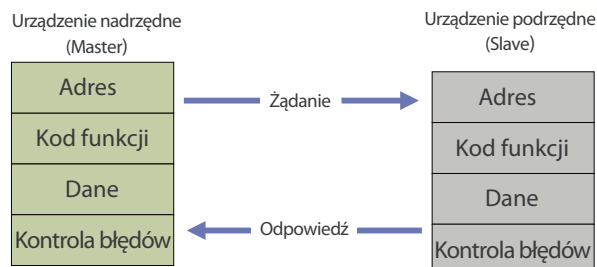 Urządzenie nadrzędne
(Master)
Adres
Kod funkcji
Dane
Kontrola błędów
Żądanie
Odpowiedź
Urządzenie podrzędne
(Slave)
Adres
Kod funkcji
Dane
Kontrola błędów